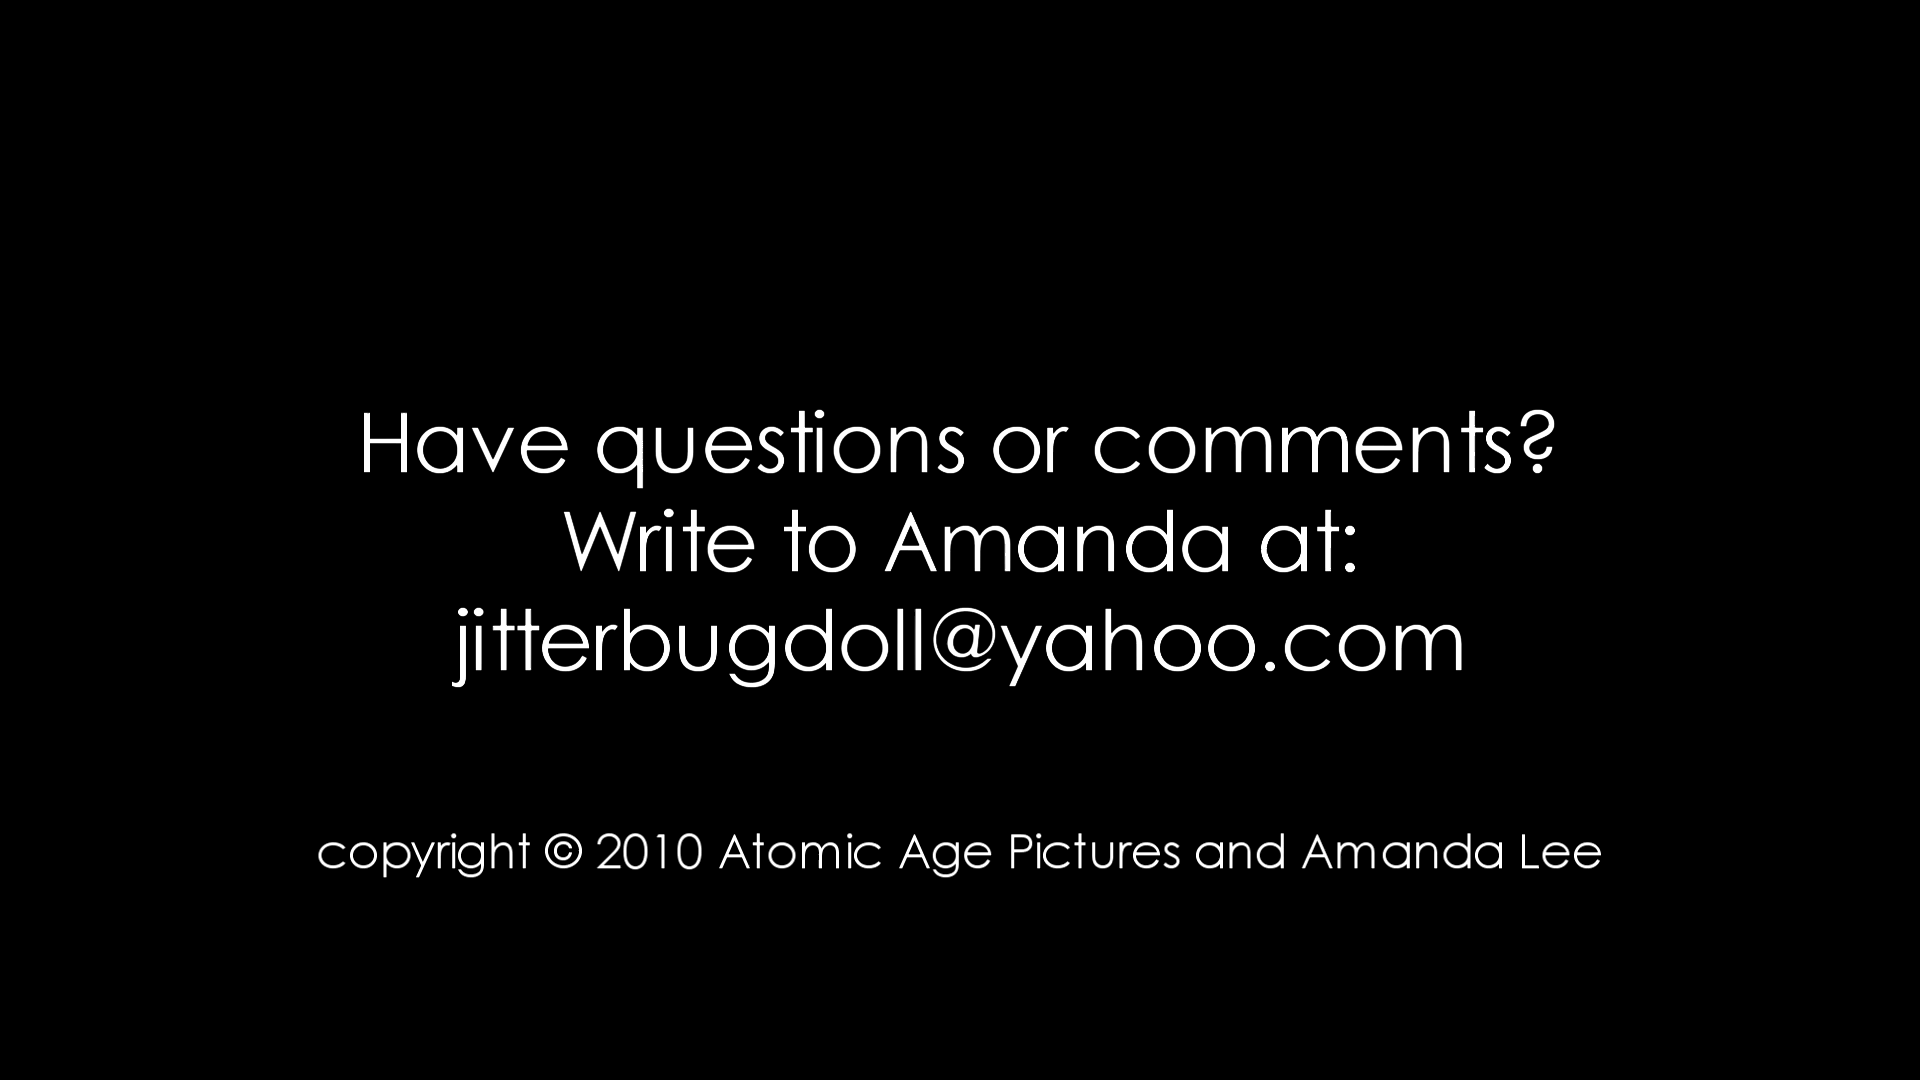 Have questions or comments?
Write to Amanda at:
jitterbugdoll@yahoo.com
copyright © 2010 Atomic Age Pictures and Amanda Lee